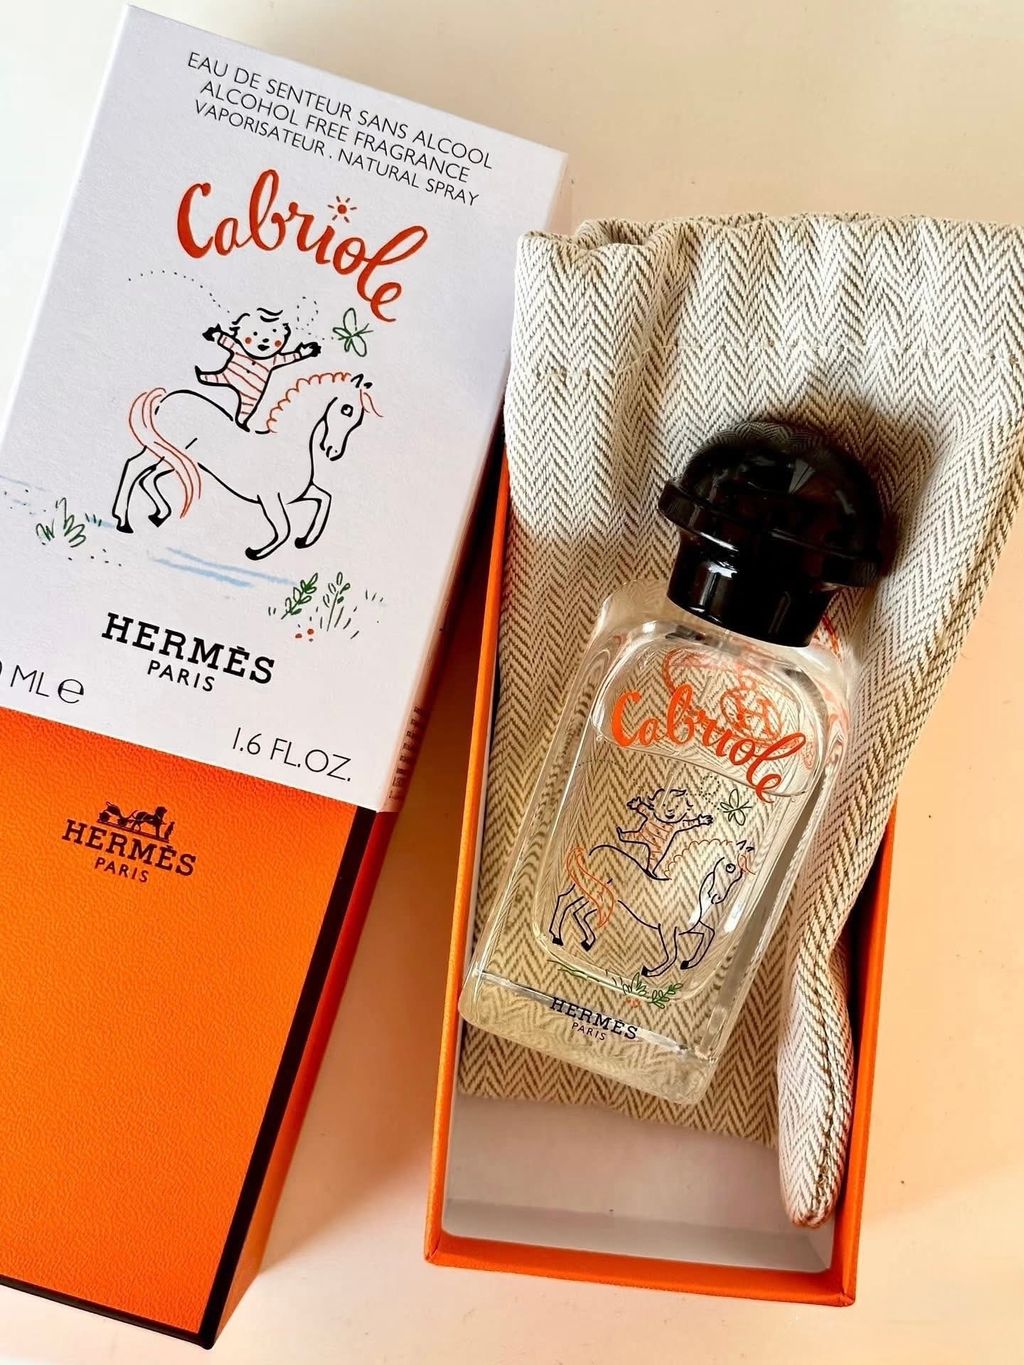 EAU DE SENTEUR SANS ALCOOL
ALCOHOL FREE FRAGRANCE
VAPORISATEUR . NATURAL SPRAY
Cabriole
HERMÈS
PARIS
ML e
1.6 FL.OZ.
HERMÈS
PARIS
Cabriole
HERMÈS
PARIS